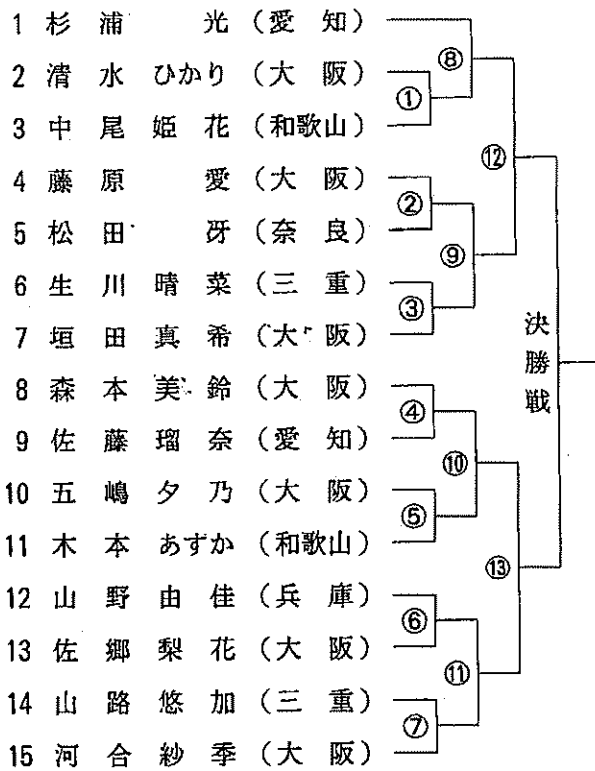 1 杉浦 光 (愛知)
2 清水ひかり (大阪)
3 中尾姫花 (和歌山)
4 藤原 愛 (大阪)
5 松田 冴 (奈良)
6 生川晴菜 (三重)
7 垣田真希 (大阪)
8 森本美鈴 (大阪)
9 佐藤瑠奈 (愛知)
10 五嶋夕乃 (大阪)
11 木本あずか (和歌山)
12 山野由佳 (兵庫)
13 佐郷梨花 (大阪)
14 山路悠加 (三重)
15 河合紗季 (大阪)
①
②
③
④
⑤
⑥
⑦
⑧
⑨
⑩
⑪
⑫
⑬
決勝戦